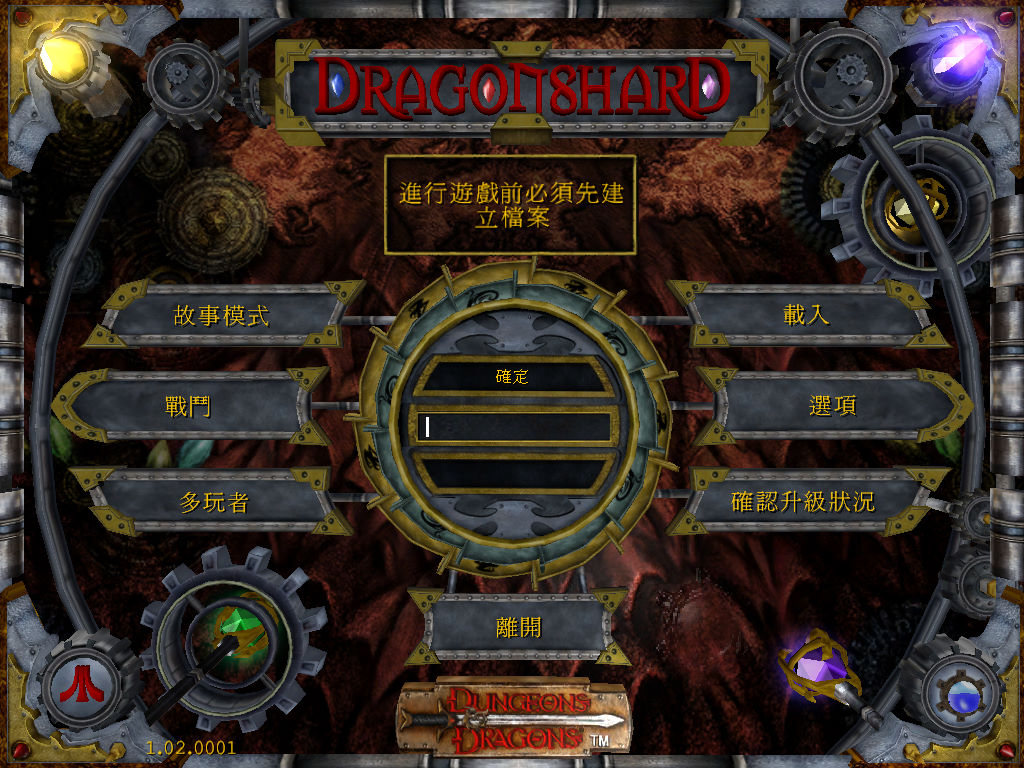 DRAGONSHARD
進行遊戲前必須先建
立檔案
故事模式
載入
確定
戰鬥
選項
多玩者
確認升級狀況
離開
DUNGEONS
DRAGONS
TM
1.02.0001